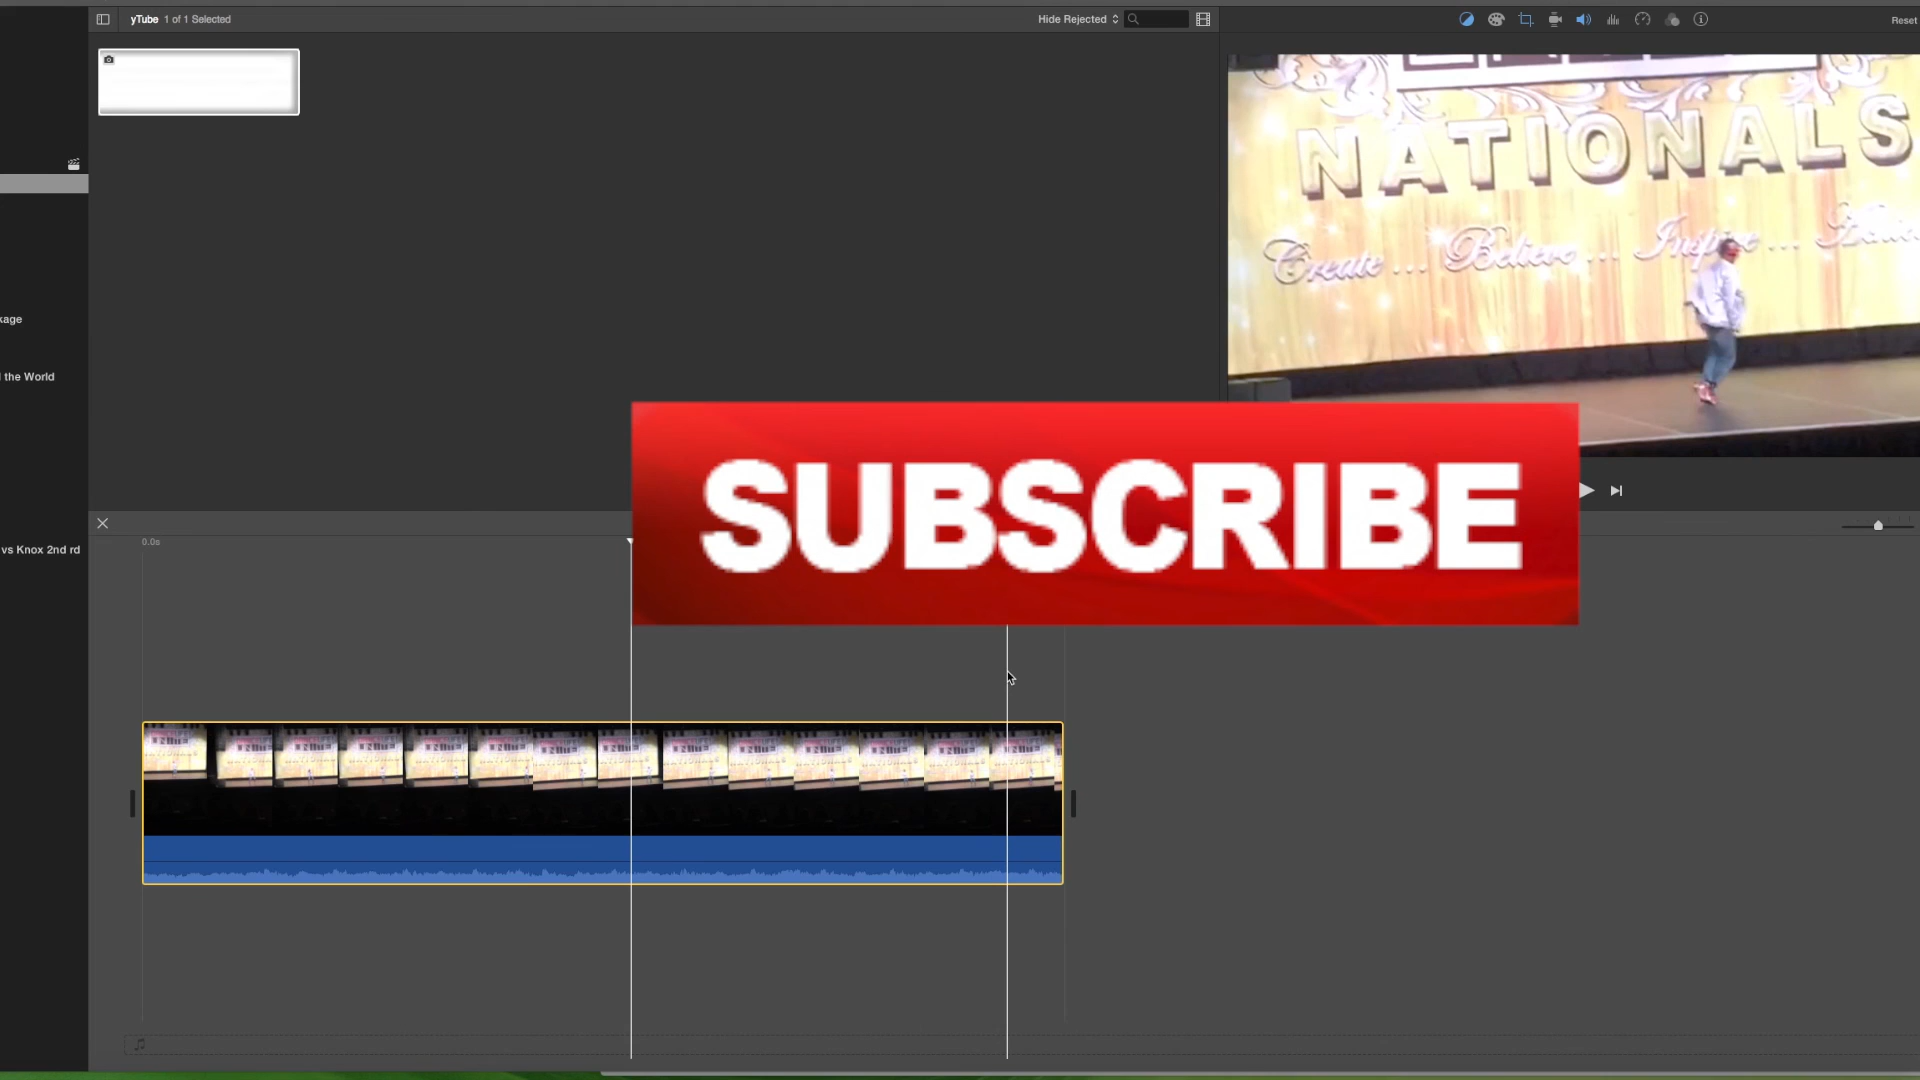 yTube 1 of 1 Selected
Hide Rejected
Reset
NATIONALS
Create ... Believe ... Inspire ...
kage
the World
vs Knox 2nd rd
0.0s
SUBSCRIBE